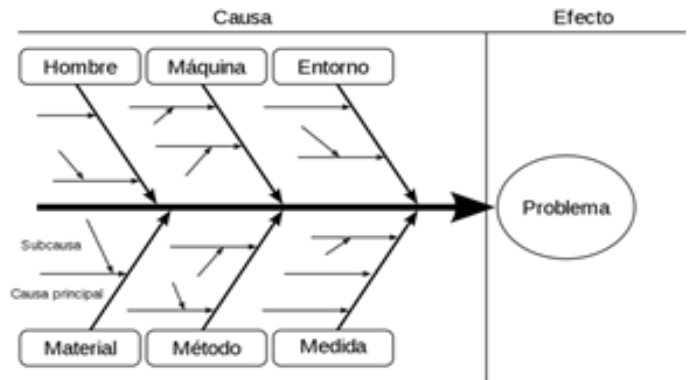 Causa
Efecto
Hombre
Máquina
Entorno
Problema
Subcausa
Causa principal
Material
Método
Medida